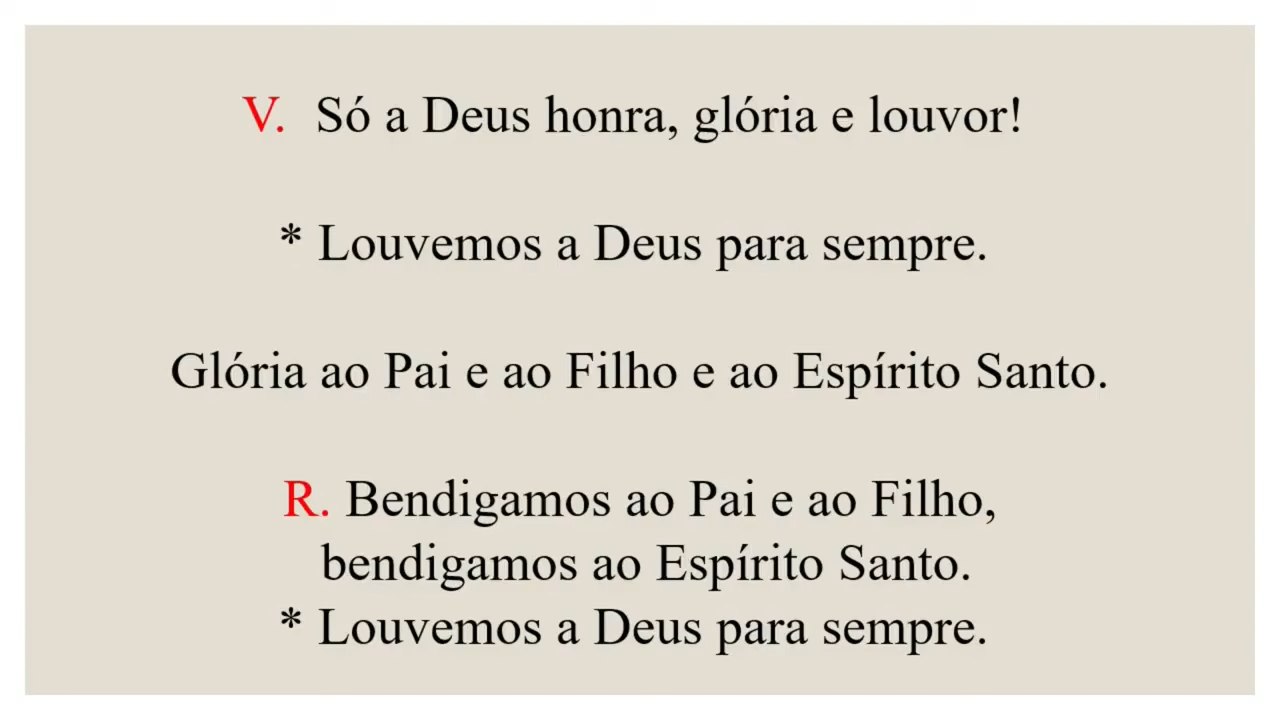 V. Só a Deus honra, glória e louvor!
* Louvemos a Deus para sempre.
Glória ao Pai e ao Filho e ao Espírito Santo.
R. Bendigamos ao Pai e ao Filho,
bendigamos ao Espírito Santo.
* Louvemos a Deus para sempre.